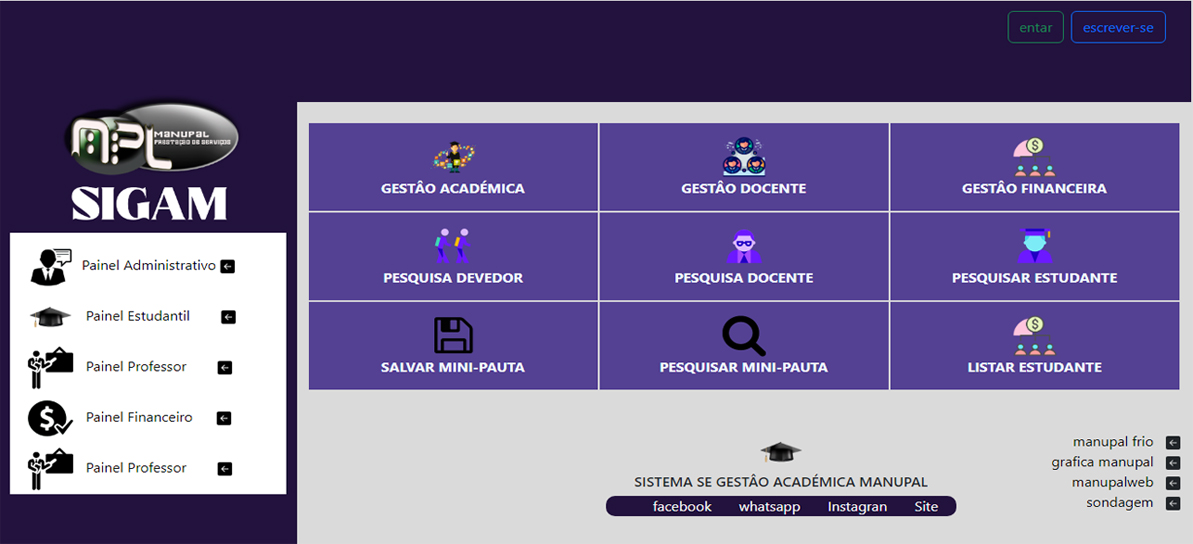 entar
escrever-se
MPL
MANUPAL
PRESTAÇÃO DE SERVIÇOS
SIGAM
Painel Administrativo
Painel Estudantil
Painel Professor
Painel Financeiro
Painel Professor
GESTÂO ACADÉMICA
GESTÂO DOCENTE
GESTÂO FINANCEIRA
PESQUISA DEVEDOR
PESQUISA DOCENTE
PESQUISAR ESTUDANTE
SALVAR MINI-PAUTA
PESQUISAR MINI-PAUTA
LISTAR ESTUDANTE
SISTEMA SE GESTÂO ACADÉMICA MANUPAL
facebook whatsapp Instagran Site
manupal frio
grafica manupal
manupalweb
sondagem